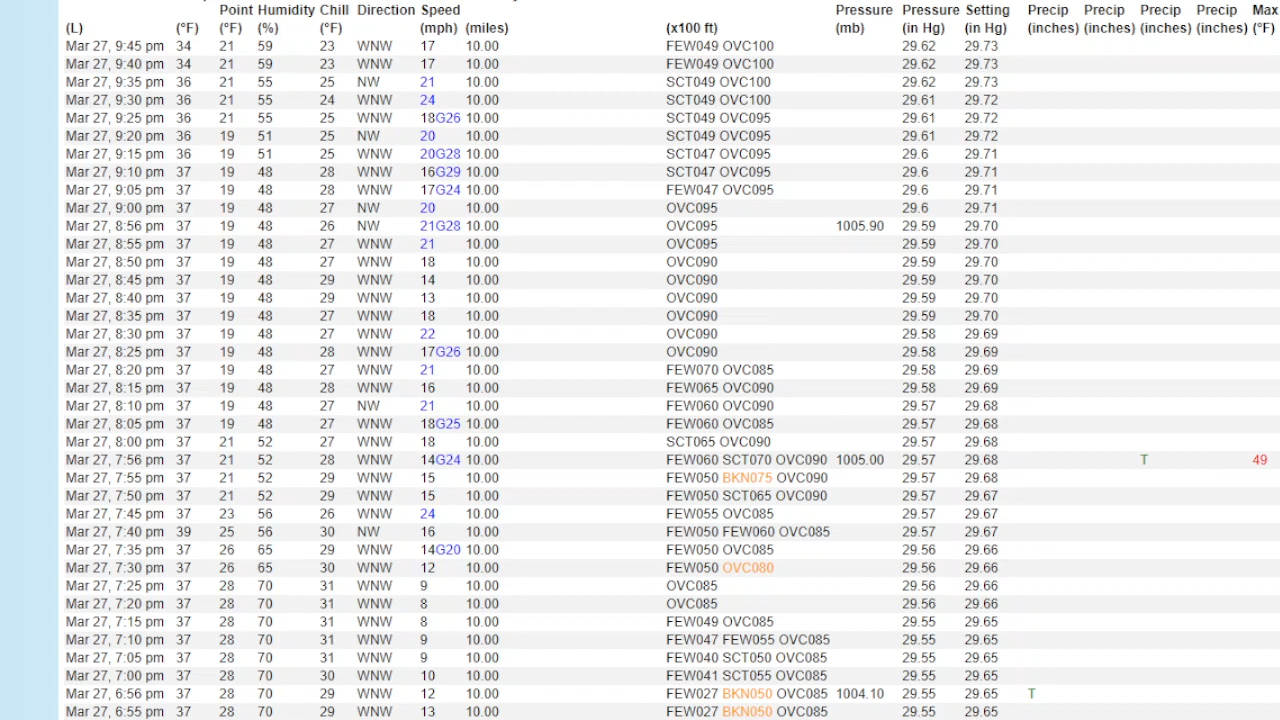 Point Humidity Chill Direction Speed Pressure Pressure Setting Precip Precip Precip Precip Max
(L) (°F) (°F) (%) (°F) (mph) (miles) (x100 ft) (mb) (in Hg) (in Hg) (inches) (inches) (inches) (inches) (°F)
Mar 27, 9:45 pm 34 21 59 23 WNW 17 10.00 FEW049 OVC100 29.62 29.73
Mar 27, 9:40 pm 34 21 59 23 WNW 17 10.00 FEW049 OVC100 29.62 29.73
Mar 27, 9:35 pm 36 21 55 25 NW 21 10.00 SCT049 OVC100 29.62 29.73
Mar 27, 9:30 pm 36 21 55 24 WNW 24 10.00 SCT049 OVC100 29.61 29.72
Mar 27, 9:25 pm 36 21 55 25 WNW 18G26 10.00 SCT049 OVC095 29.61 29.72
Mar 27, 9:20 pm 36 19 51 25 NW 20 10.00 SCT049 OVC095 29.61 29.72
Mar 27, 9:15 pm 36 19 51 25 WNW 20G28 10.00 SCT047 OVC095 29.6 29.71
Mar 27, 9:10 pm 37 19 48 28 WNW 16G29 10.00 SCT047 OVC095 29.6 29.71
Mar 27, 9:05 pm 37 19 48 28 WNW 17G24 10.00 FEW047 OVC095 29.6 29.71
Mar 27, 9:00 pm 37 19 48 27 NW 20 10.00 OVC095 29.6 29.71
Mar 27, 8:56 pm 37 19 48 26 NW 21G28 10.00 OVC095 1005.90 29.59 29.70
Mar 27, 8:55 pm 37 19 48 27 WNW 21 10.00 OVC095 29.59 29.70
Mar 27, 8:50 pm 37 19 48 27 WNW 18 10.00 OVC090 29.59 29.70
Mar 27, 8:45 pm 37 19 48 29 WNW 14 10.00 OVC090 29.59 29.70
Mar 27, 8:40 pm 37 19 48 29 WNW 13 10.00 OVC090 29.59 29.70
Mar 27, 8:35 pm 37 19 48 27 WNW 18 10.00 OVC090 29.59 29.70
Mar 27, 8:30 pm 37 19 48 27 WNW 22 10.00 OVC090 29.58 29.69
Mar 27, 8:25 pm 37 19 48 28 WNW 17G26 10.00 OVC090 29.58 29.69
Mar 27, 8:20 pm 37 19 48 27 WNW 21 10.00 FEW070 OVC085 29.58 29.69
Mar 27, 8:15 pm 37 19 48 28 WNW 16 10.00 FEW065 OVC090 29.58 29.69
Mar 27, 8:10 pm 37 19 48 27 NW 21 10.00 FEW060 OVC090 29.57 29.68
Mar 27, 8:05 pm 37 19 48 27 WNW 18G25 10.00 FEW060 OVC085 29.57 29.68
Mar 27, 8:00 pm 37 21 52 27 WNW 18 10.00 SCT065 OVC090 29.57 29.68
Mar 27, 7:56 pm 37 21 52 28 WNW 14G24 10.00 FEW060 SCT070 OVC090 1005.00 29.57 29.68 T 49
Mar 27, 7:55 pm 37 21 52 29 WNW 15 10.00 FEW050 BKN075 OVC090 29.57 29.68
Mar 27, 7:50 pm 37 21 52 29 WNW 15 10.00 FEW050 SCT065 OVC090 29.57 29.67
Mar 27, 7:45 pm 37 23 56 26 WNW 24 10.00 FEW055 OVC085 29.57 29.67
Mar 27, 7:40 pm 39 25 56 30 NW 16 10.00 FEW050 FEW060 OVC085 29.57 29.67
Mar 27, 7:35 pm 37 26 65 29 WNW 14G20 10.00 FEW050 OVC085 29.56 29.66
Mar 27, 7:30 pm 37 26 65 30 WNW 12 10.00 FEW050 OVC080 29.56 29.66
Mar 27, 7:25 pm 37 28 70 31 WNW 9 10.00 OVC085 29.56 29.66
Mar 27, 7:20 pm 37 28 70 31 WNW 8 10.00 OVC085 29.56 29.66
Mar 27, 7:15 pm 37 28 70 31 WNW 8 10.00 FEW049 OVC085 29.55 29.65
Mar 27, 7:10 pm 37 28 70 31 WNW 9 10.00 FEW047 FEW055 OVC085 29.55 29.65
Mar 27, 7:05 pm 37 28 70 31 WNW 9 10.00 FEW040 SCT050 OVC085 29.55 29.65
Mar 27, 7:00 pm 37 28 70 30 WNW 10 10.00 FEW041 SCT055 OVC085 29.55 29.65
Mar 27, 6:56 pm 37 28 70 29 WNW 12 10.00 FEW027 BKN050 OVC085 1004.10 29.55 29.65 T
Mar 27, 6:55 pm 37 28 70 29 WNW 13 10.00 FEW027 BKN050 OVC085 29.55 29.65